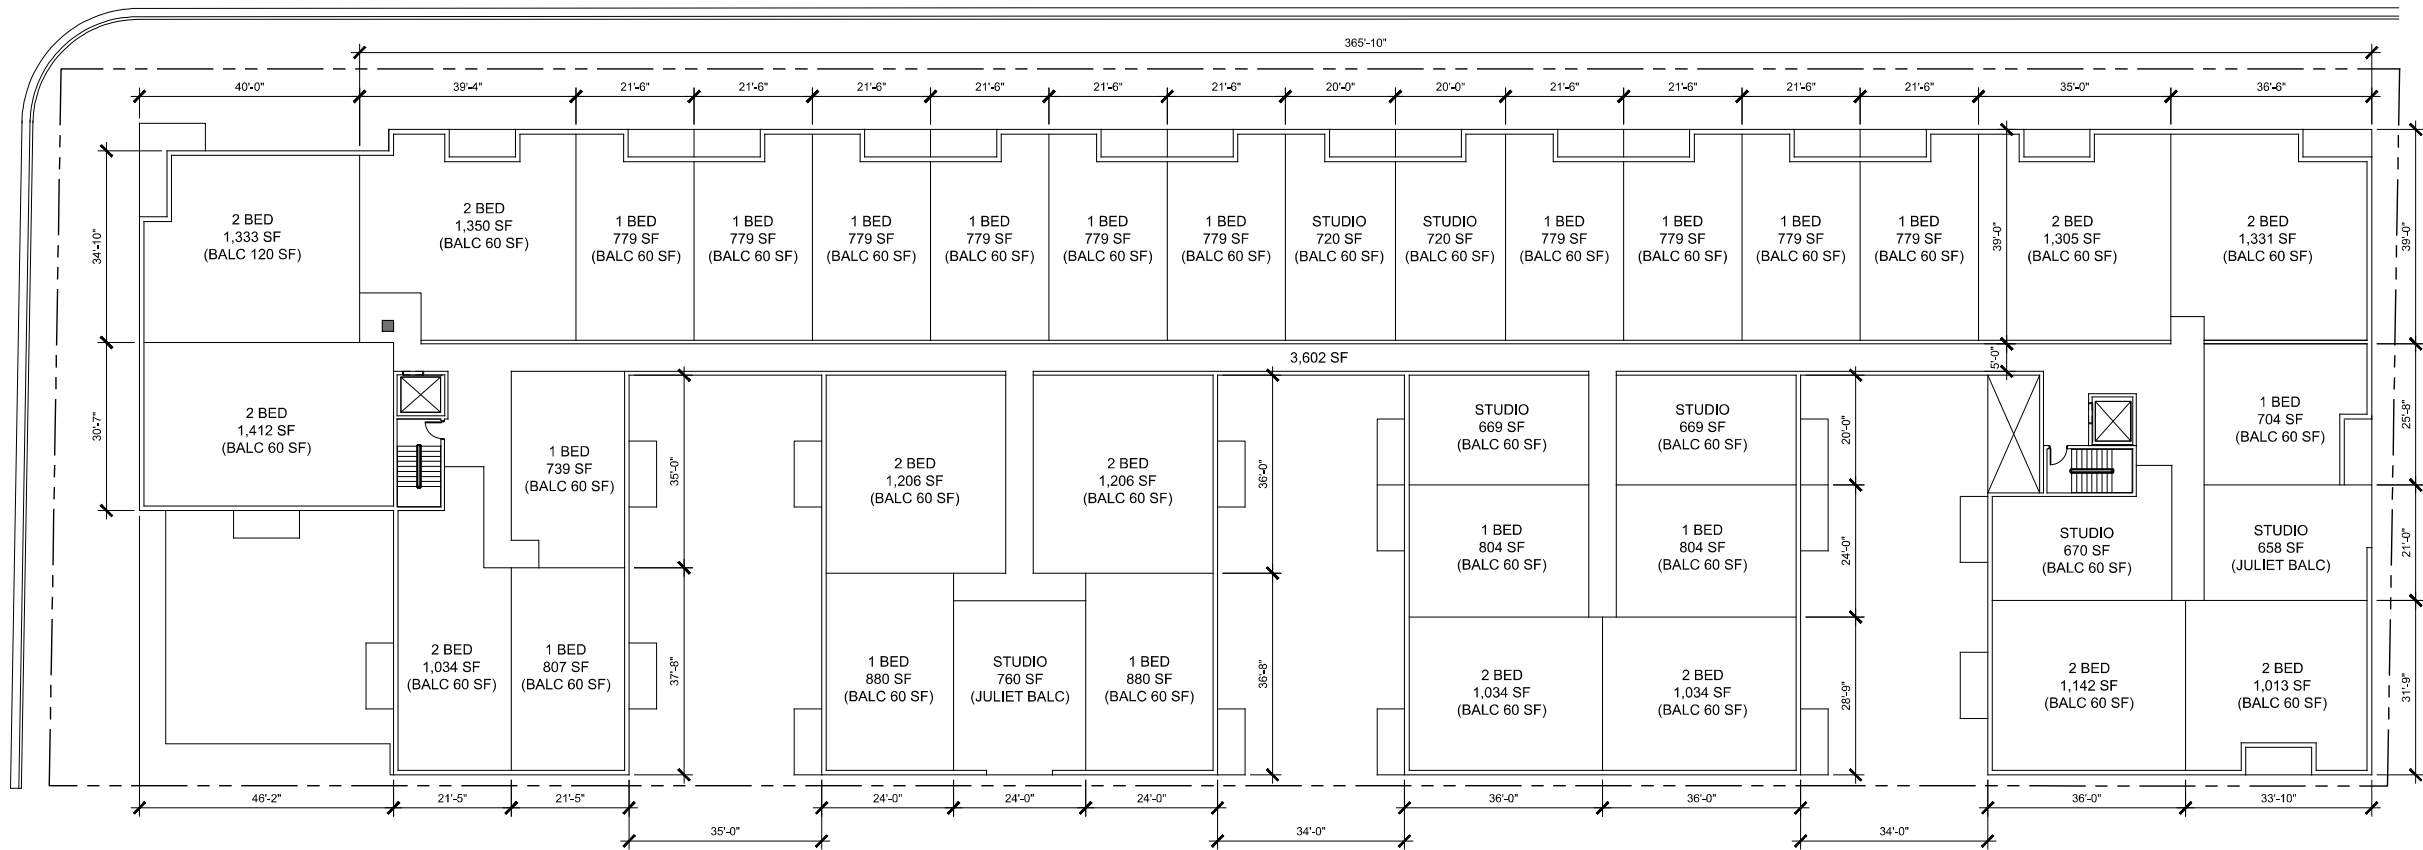 365'-10"
40'-0"
39'-4"
21'-6"
21'-6"
21'-6"
21'-6"
21'-6"
21'-6"
20'-0"
20'-0"
21'-6"
21'-6"
21'-6"
21'-6"
35'-0"
36'-6"
34'-10"
2 BED
1,333 SF
(BALC 120 SF)
2 BED
1,350 SF
(BALC 60 SF)
1 BED
779 SF
(BALC 60 SF)
1 BED
779 SF
(BALC 60 SF)
1 BED
779 SF
(BALC 60 SF)
1 BED
779 SF
(BALC 60 SF)
1 BED
779 SF
(BALC 60 SF)
1 BED
779 SF
(BALC 60 SF)
STUDIO
720 SF
(BALC 60 SF)
STUDIO
720 SF
(BALC 60 SF)
1 BED
779 SF
(BALC 60 SF)
1 BED
779 SF
(BALC 60 SF)
1 BED
779 SF
(BALC 60 SF)
1 BED
779 SF
(BALC 60 SF)
39'-0"
2 BED
1,305 SF
(BALC 60 SF)
2 BED
1,331 SF
(BALC 60 SF)
39'-0"
3,602 SF
5'-0"
30'-7"
2 BED
1,412 SF
(BALC 60 SF)
1 BED
739 SF
(BALC 60 SF)
35'-0"
2 BED
1,206 SF
(BALC 60 SF)
2 BED
1,206 SF
(BALC 60 SF)
36'-0"
STUDIO
669 SF
(BALC 60 SF)
STUDIO
669 SF
(BALC 60 SF)
20'-0"
1 BED
704 SF
(BALC 60 SF)
25'-8"
1 BED
804 SF
(BALC 60 SF)
1 BED
804 SF
(BALC 60 SF)
24'-0"
STUDIO
670 SF
(BALC 60 SF)
STUDIO
658 SF
(JULIET BALC)
21'-0"
2 BED
1,034 SF
(BALC 60 SF)
1 BED
807 SF
(BALC 60 SF)
37'-8"
1 BED
880 SF
(BALC 60 SF)
STUDIO
760 SF
(JULIET BALC)
1 BED
880 SF
(BALC 60 SF)
36'-8"
2 BED
1,034 SF
(BALC 60 SF)
2 BED
1,034 SF
(BALC 60 SF)
28'-9"
2 BED
1,142 SF
(BALC 60 SF)
2 BED
1,013 SF
(BALC 60 SF)
31'-9"
46'-2"
21'-5"
21'-5"
24'-0"
24'-0"
24'-0"
36'-0"
36'-0"
36'-0"
33'-10"
35'-0"
34'-0"
34'-0"